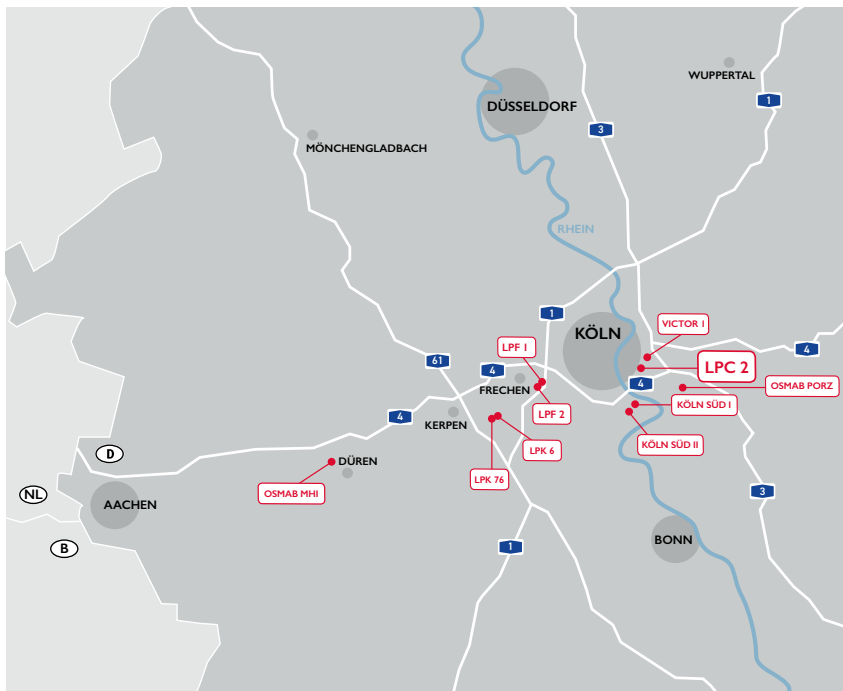 WUPPERTAL
DÜSSELDORF
1
3
MÖNCHENGLADBACH
RHEIN
1
VICTOR I
KÖLN
LPF 1
4
61
LPC 2
4
FRECHEN
4
OSMAB PORZ
LPF 2
KÖLN SÜD I
4
KERPEN
KÖLN SÜD II
LPK 6
D
DÜREN
LPK 76
OSMAB MHI
NL
3
AACHEN
BONN
B
1